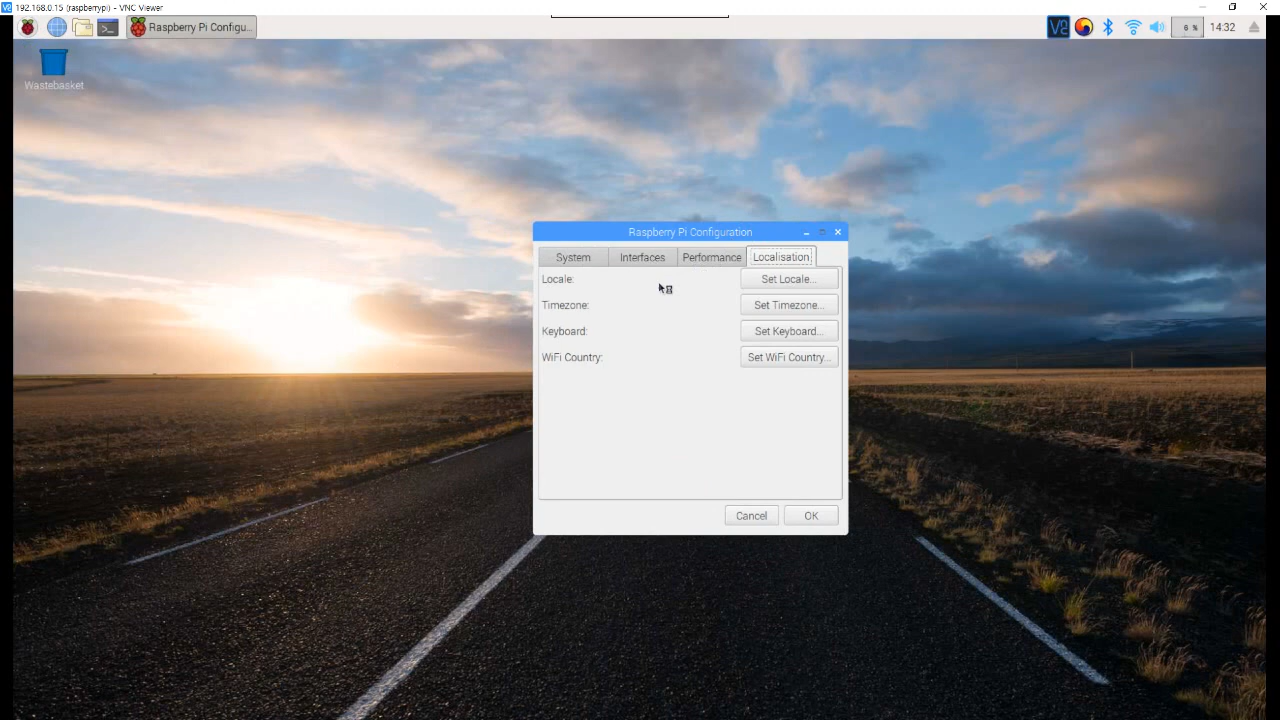 192.168.0.15 (raspberrypi) - VNC Viewer
Raspberry Pi Configu...
6 %
14:32
Wastebasket
Raspberry Pi Configuration
System Interfaces Performance Localisation
Locale: Set Locale...
Timezone: Set Timezone...
Keyboard: Set Keyboard...
WiFi Country: Set WiFi Country...
Cancel OK